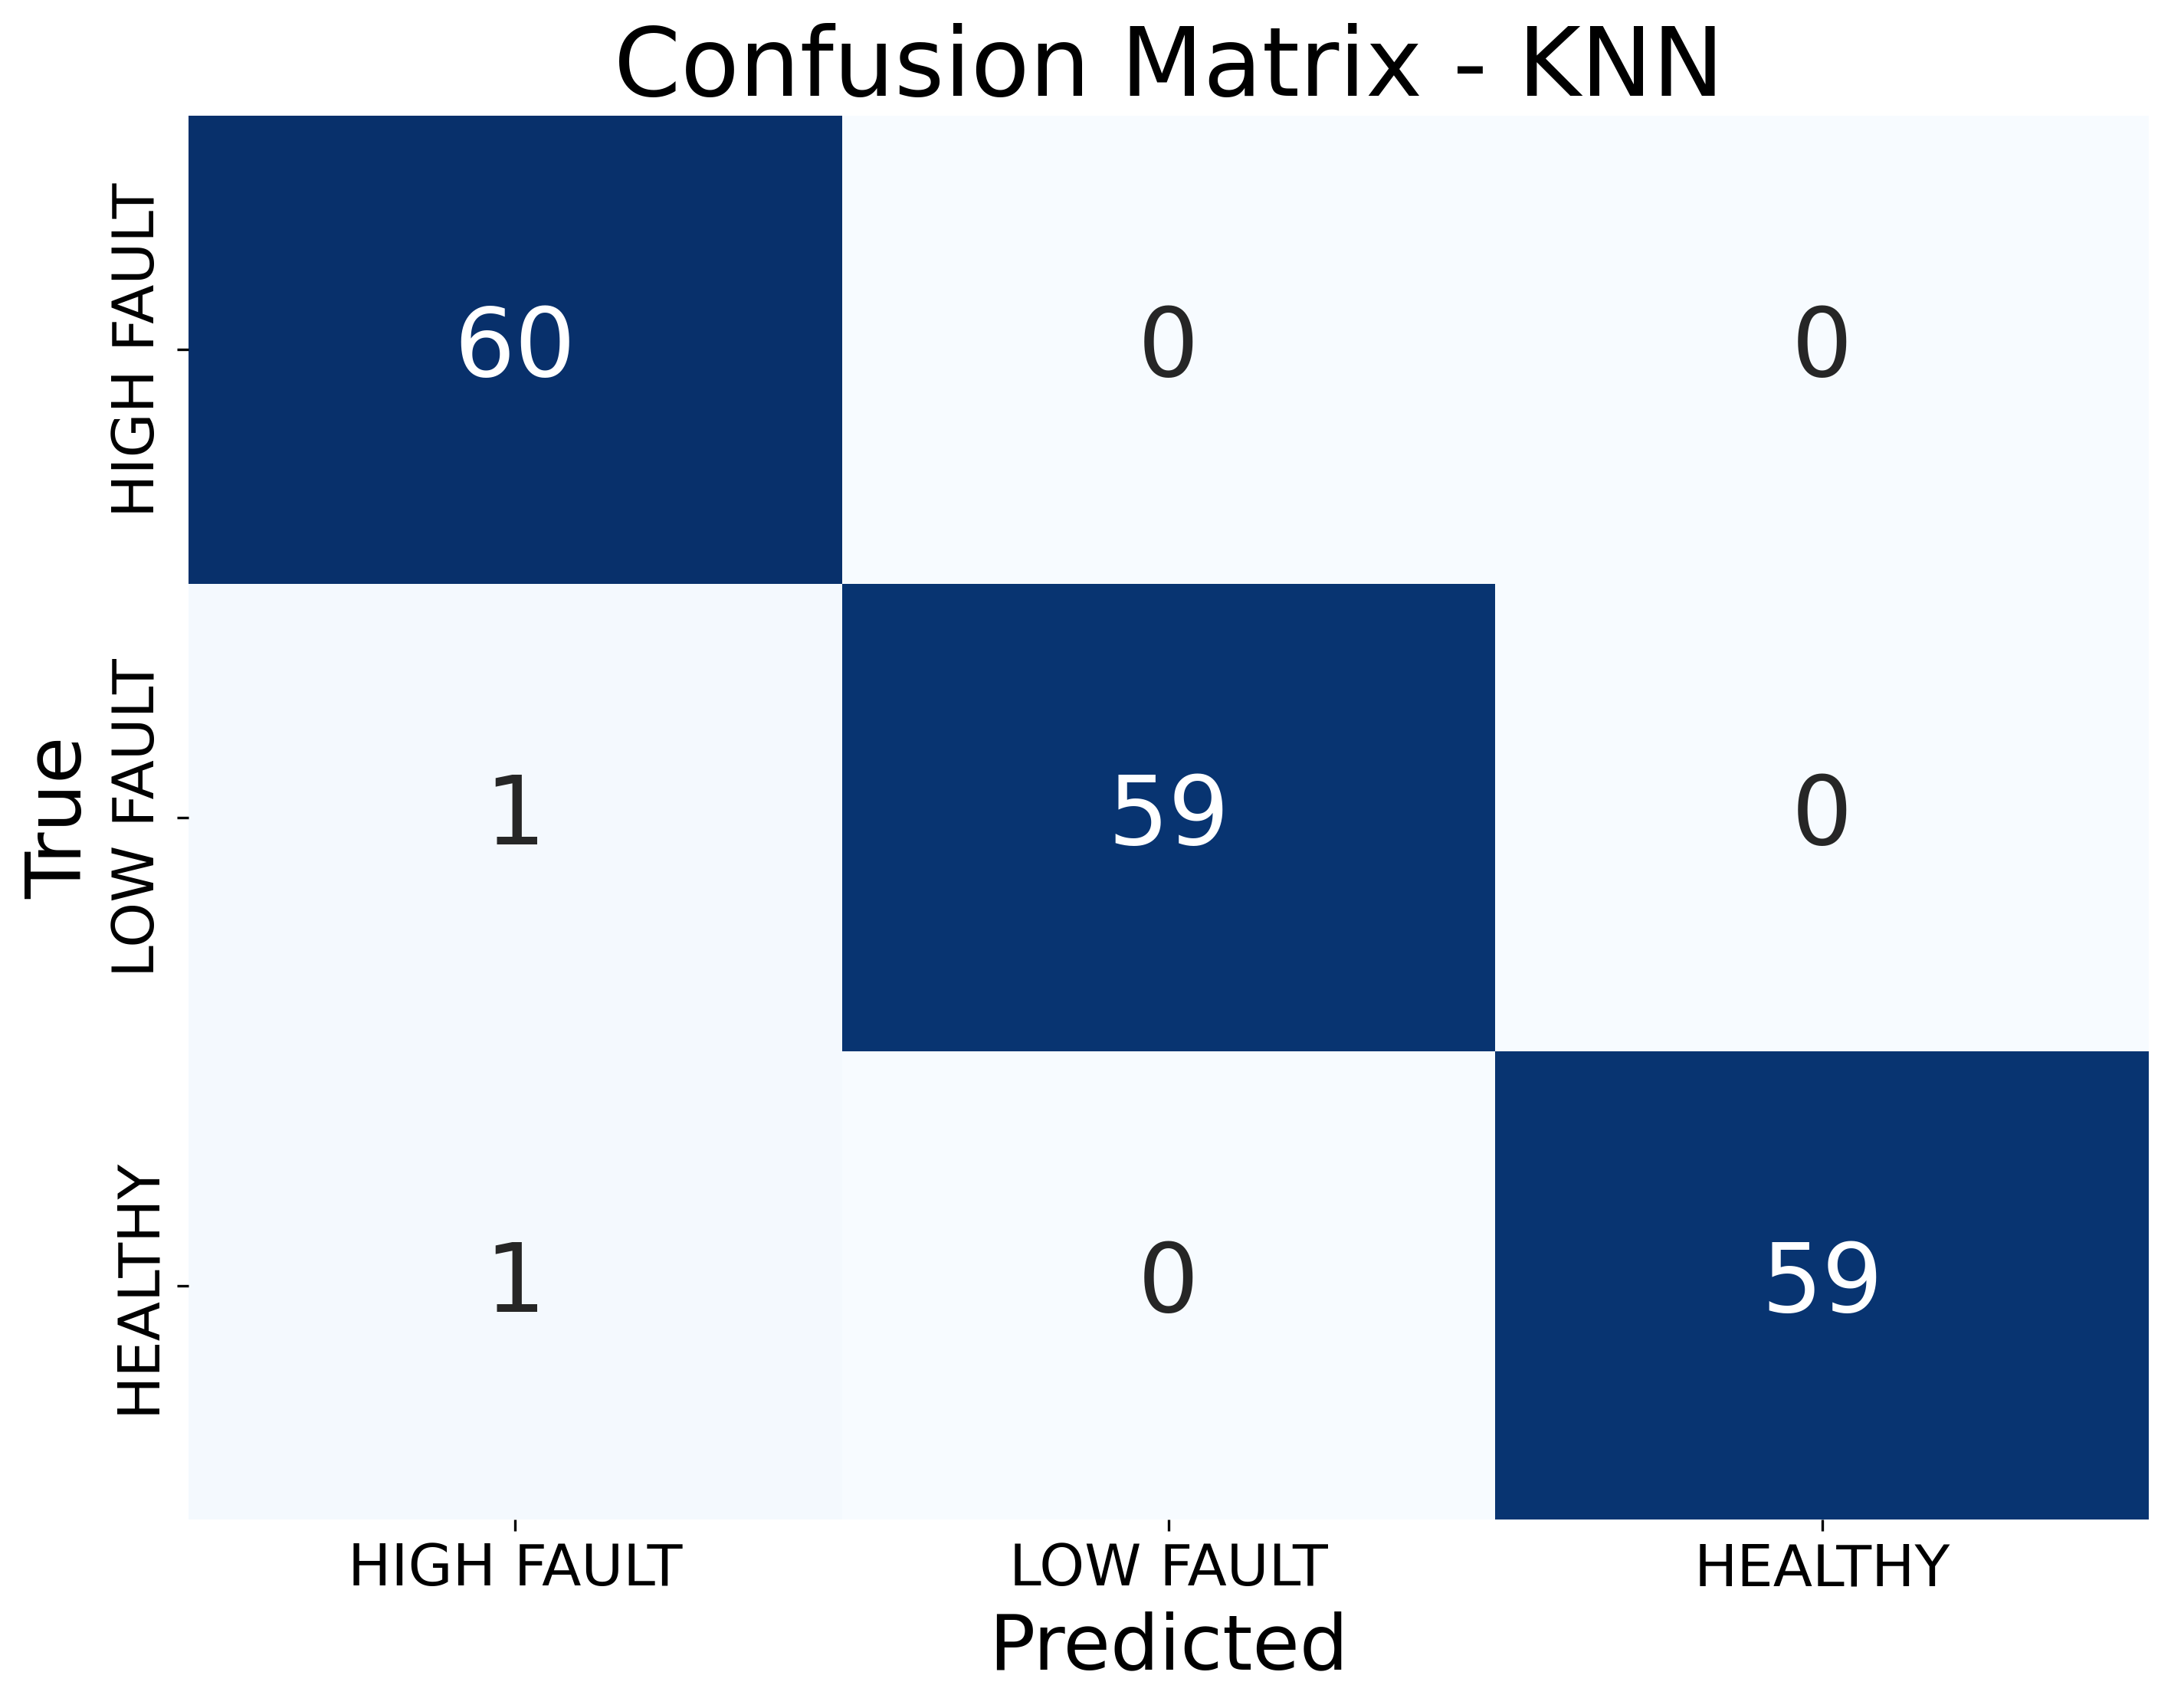 Confusion Matrix - KNN
True
HIGH FAULT
60 0 0
LOW FAULT
1 59 0
HEALTHY
1 0 59
HIGH FAULT LOW FAULT HEALTHY
Predicted